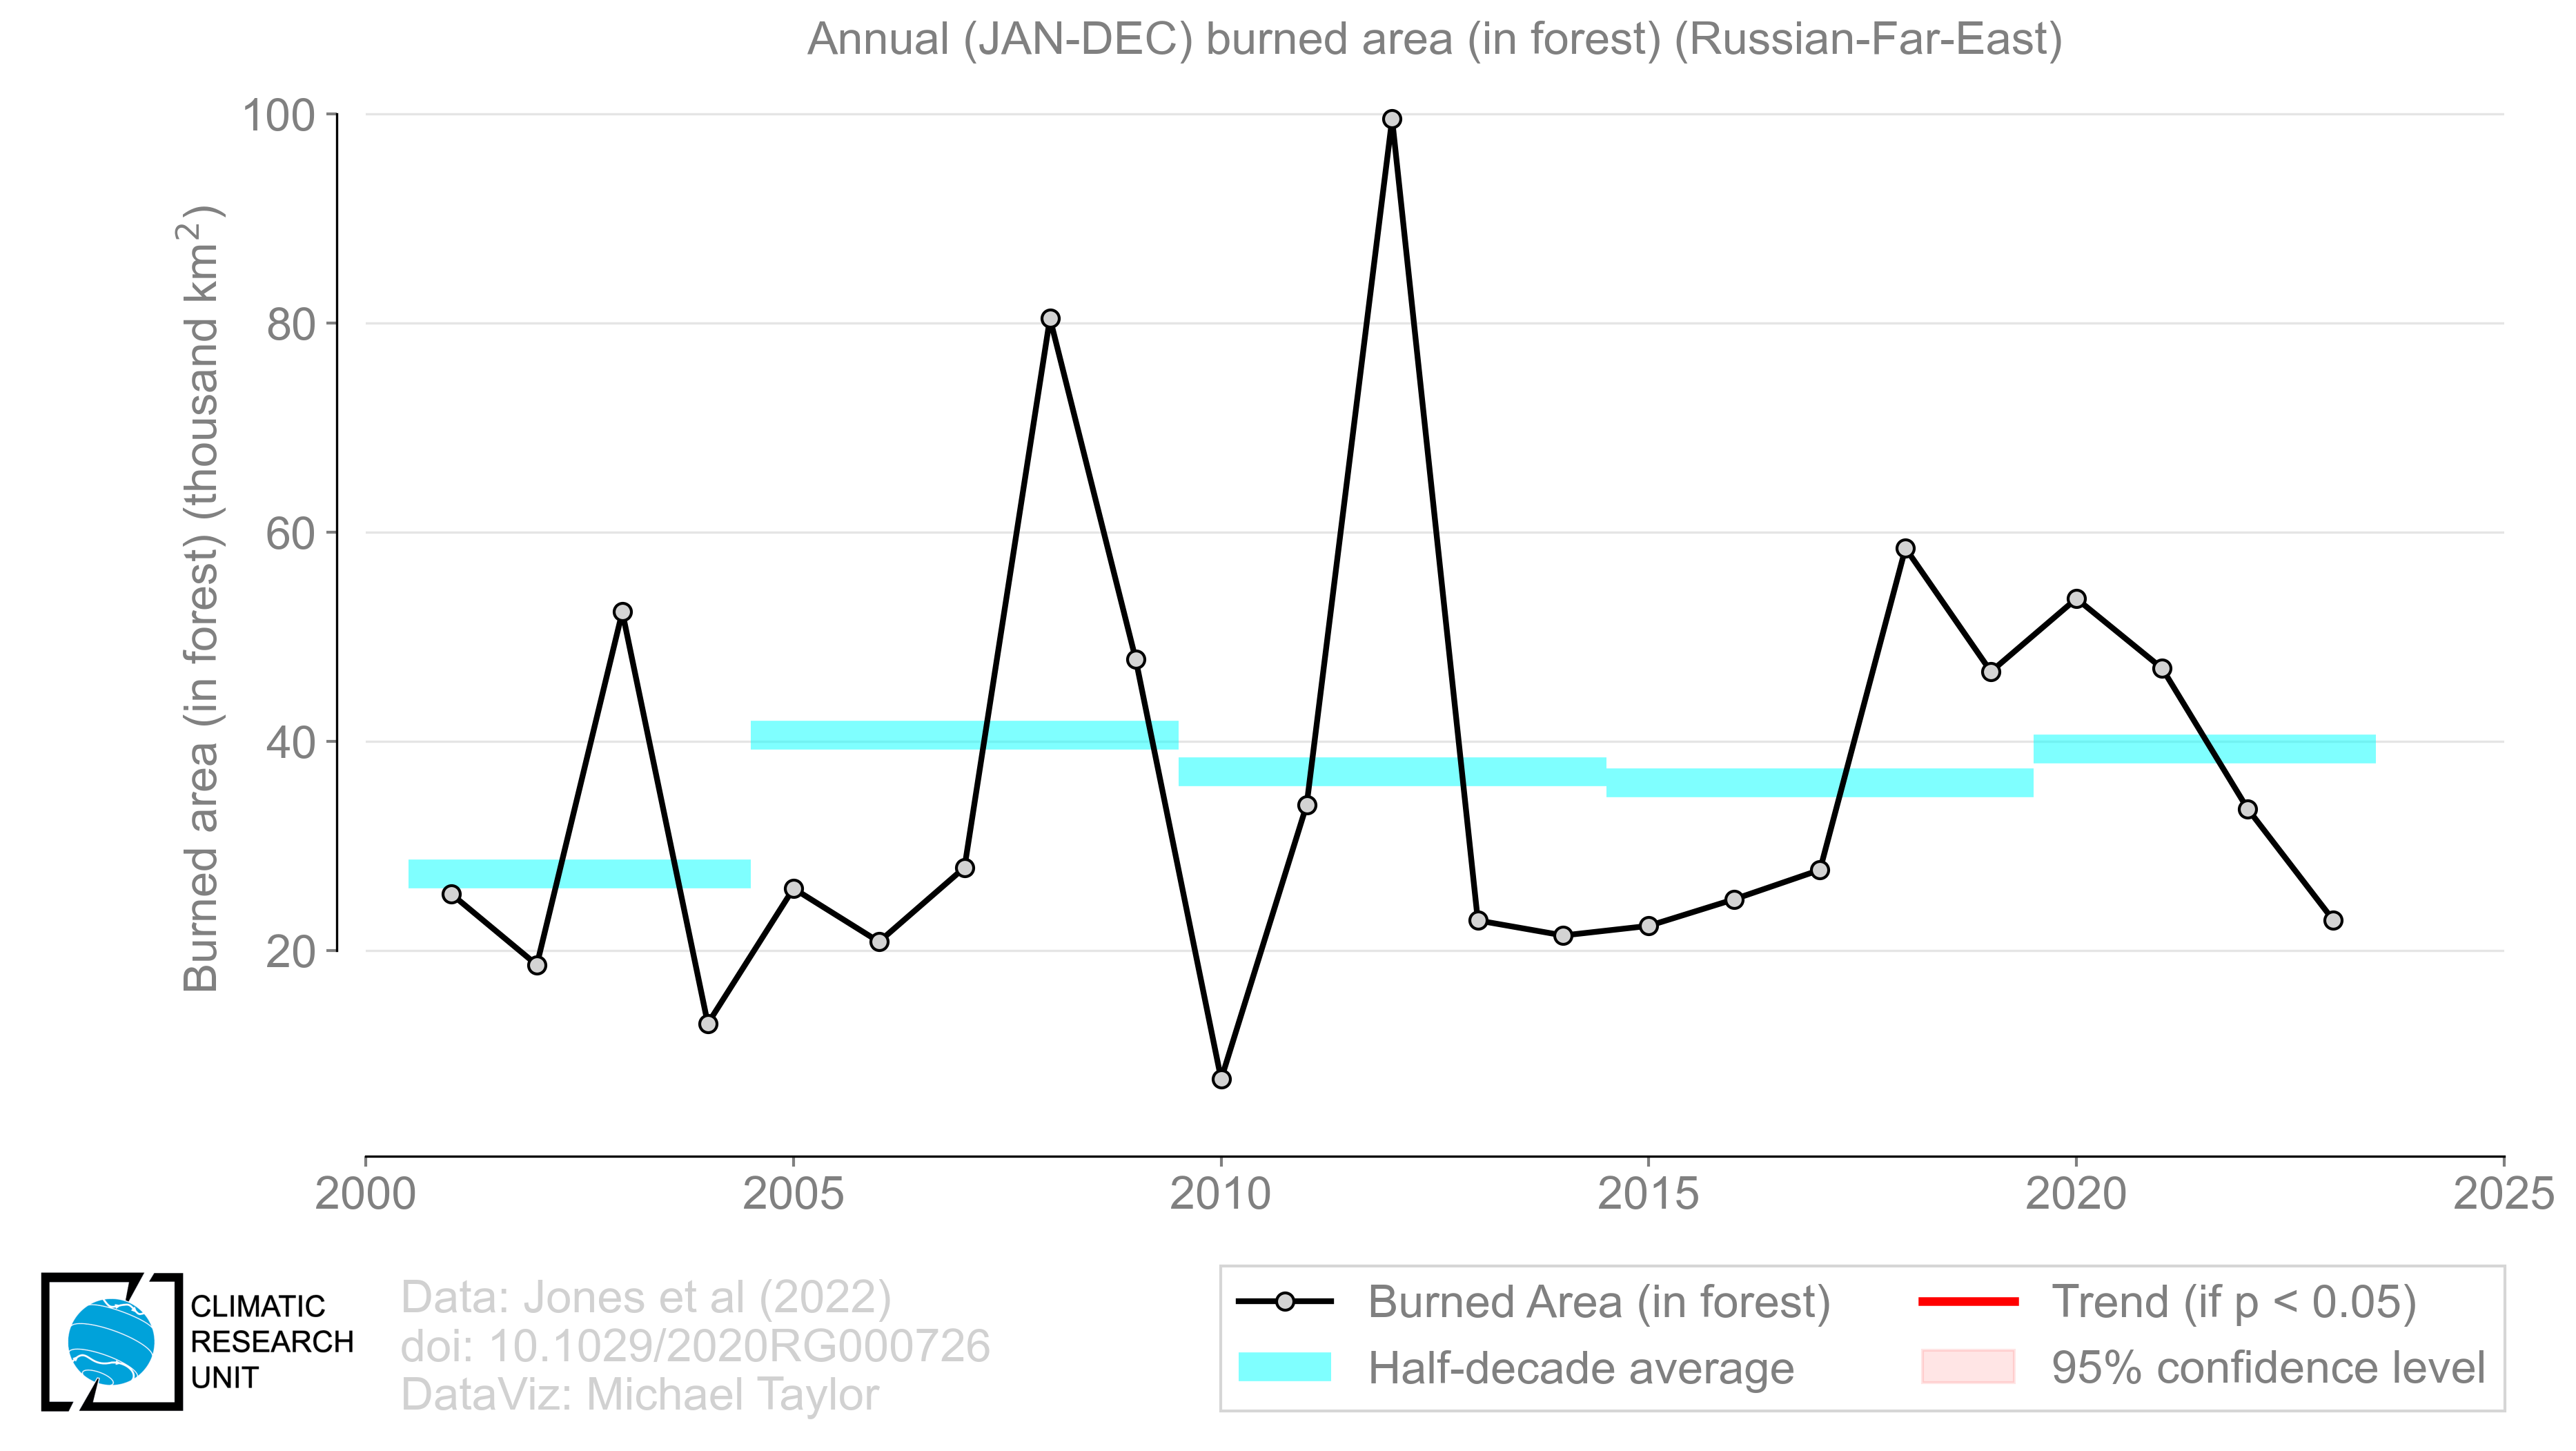 Annual (JAN-DEC) burned area (in forest) (Russian-Far-East)
Burned area (in forest) (thousand km²)
100
80
60
40
20
2000
2005
2010
2015
2020
2025
CLIMATIC
RESEARCH
UNIT
Data: Jones et al (2022)
doi: 10.1029/2020RG000726
DataViz: Michael Taylor
Burned Area (in forest)
Half-decade average
Trend (if p < 0.05)
95% confidence level